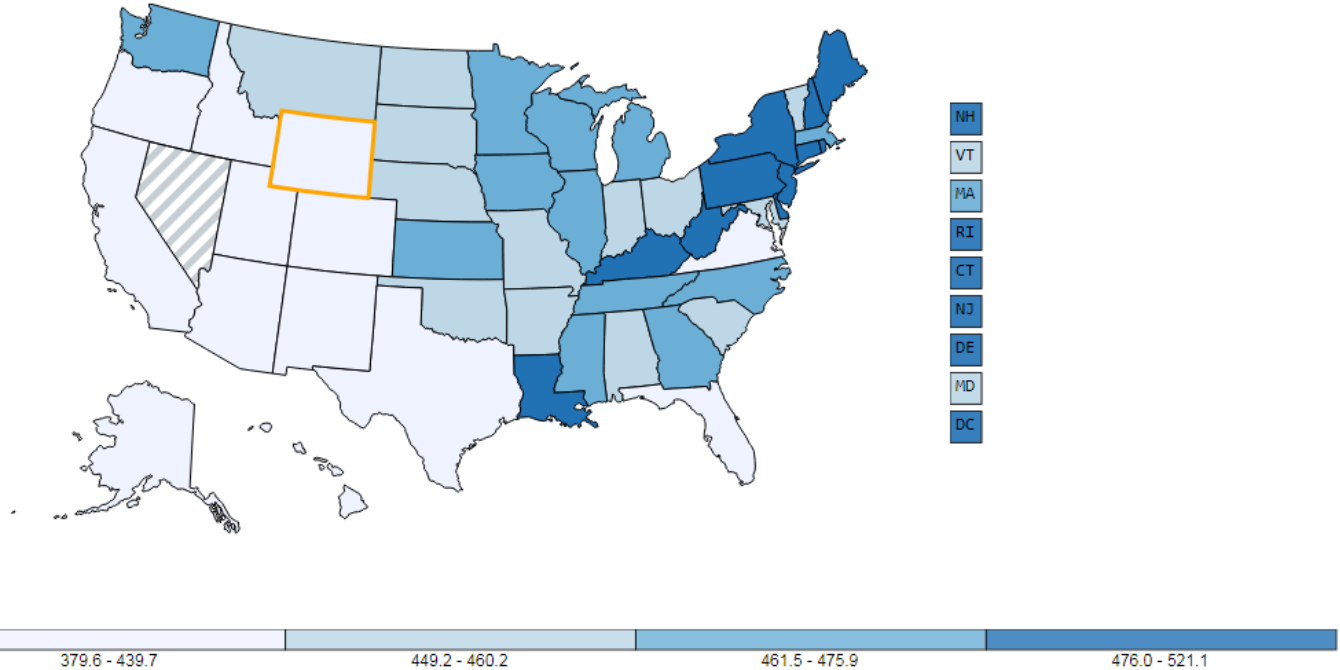 NH
VT
MA
RI
CT
NJ
DE
MD
DC
379.6 - 439.7
449.2 - 460.2
461.5 - 475.9
476.0 - 521.1